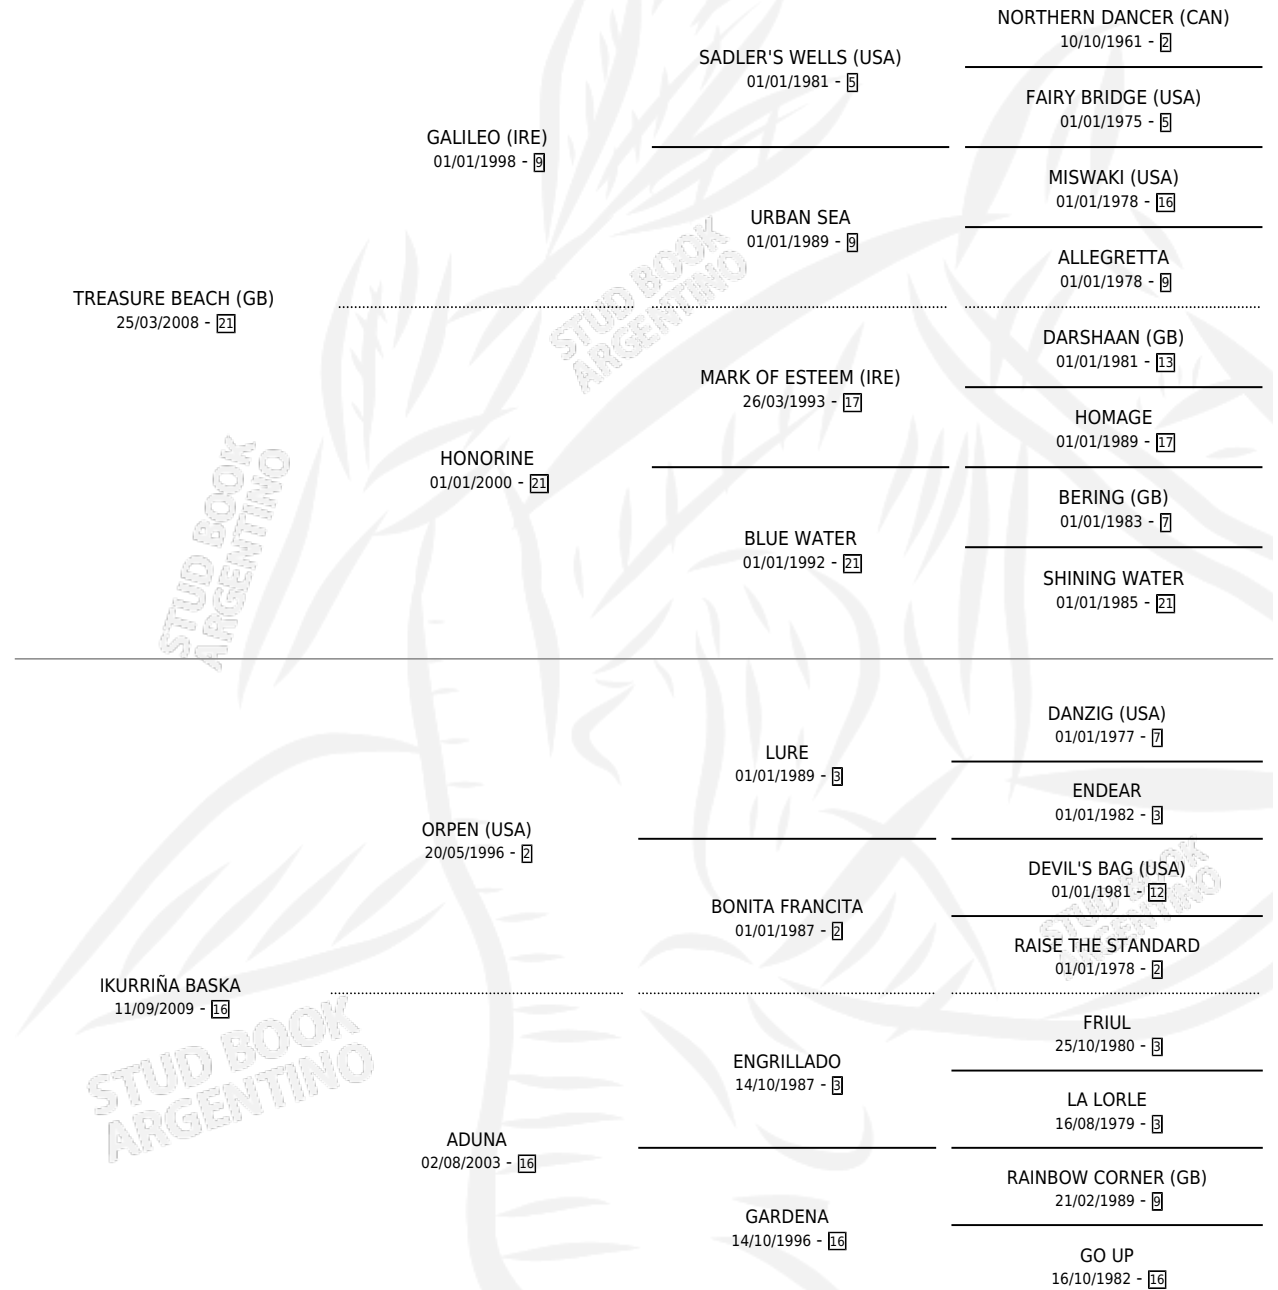 NORTHERN DANCER (CAN)
10/10/1961 - 2
SADLER'S WELLS (USA)
01/01/1981 - 5
FAIRY BRIDGE (USA)
01/01/1975 - 5
GALILEO (IRE)
01/01/1998 - 9
MISWAKI (USA)
01/01/1978 - 16
URBAN SEA
01/01/1989 - 9
ALLEGRETTA
01/01/1978 - 9
TREASURE BEACH (GB)
25/03/2008 - 21
DARSHAAN (GB)
01/01/1981 - 13
MARK OF ESTEEM (IRE)
26/03/1993 - 17
HOMAGE
01/01/1989 - 17
HONORINE
01/01/2000 - 21
BERING (GB)
01/01/1983 - 7
BLUE WATER
01/01/1992 - 21
SHINING WATER
01/01/1985 - 21
DANZIG (USA)
01/01/1977 - 7
LURE
01/01/1989 - 3
ENDEAR
01/01/1982 - 3
ORPEN (USA)
20/05/1996 - 2
DEVIL'S BAG (USA)
01/01/1981 - 12
BONITA FRANCITA
01/01/1987 - 2
RAISE THE STANDARD
01/01/1978 - 2
IKURRIÑA BASKA
11/09/2009 - 16
FRIUL
25/10/1980 - 3
ENGRILLADO
14/10/1987 - 3
LA LORLE
16/08/1979 - 3
ADUNA
02/08/2003 - 16
RAINBOW CORNER (GB)
21/02/1989 - 9
GARDENA
14/10/1996 - 16
GO UP
16/10/1982 - 16
STUD BOOK
ARGENTINO
STUD BOOK
ARGENTINO
STUD BOOK
ARGENTINO
STUD BOOK
ARGENTINO